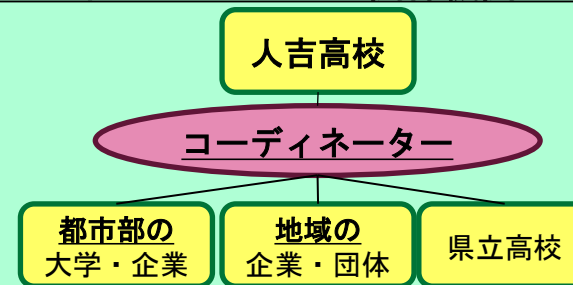 人吉高校
コーディネーター
都市部の
大学・企業
地域の
企業・団体
県立高校